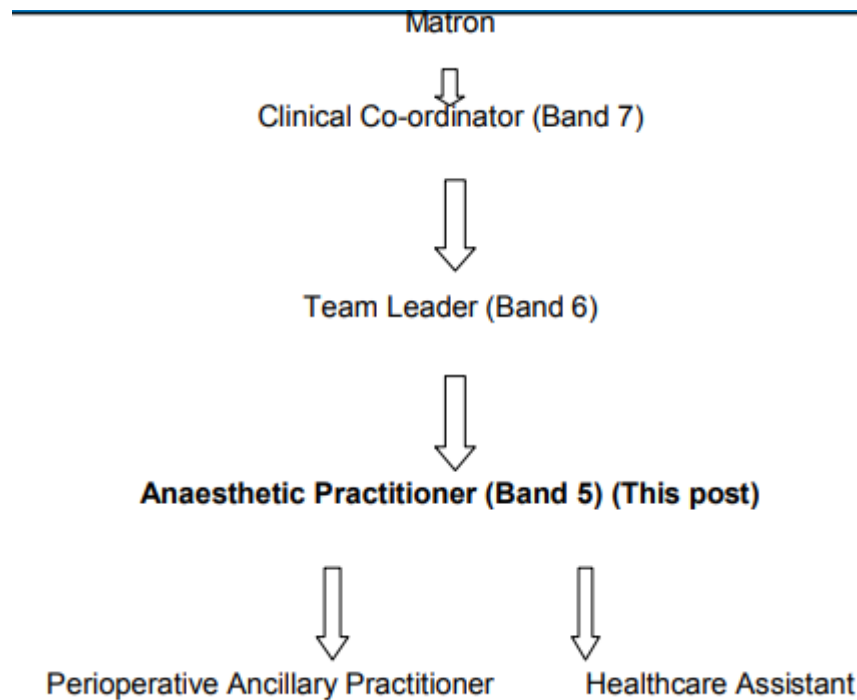 Matron
Clinical Co-ordinator (Band 7)
Team Leader (Band 6)
Anaesthetic Practitioner (Band 5) (This post)
Perioperative Ancillary Practitioner Healthcare Assistant